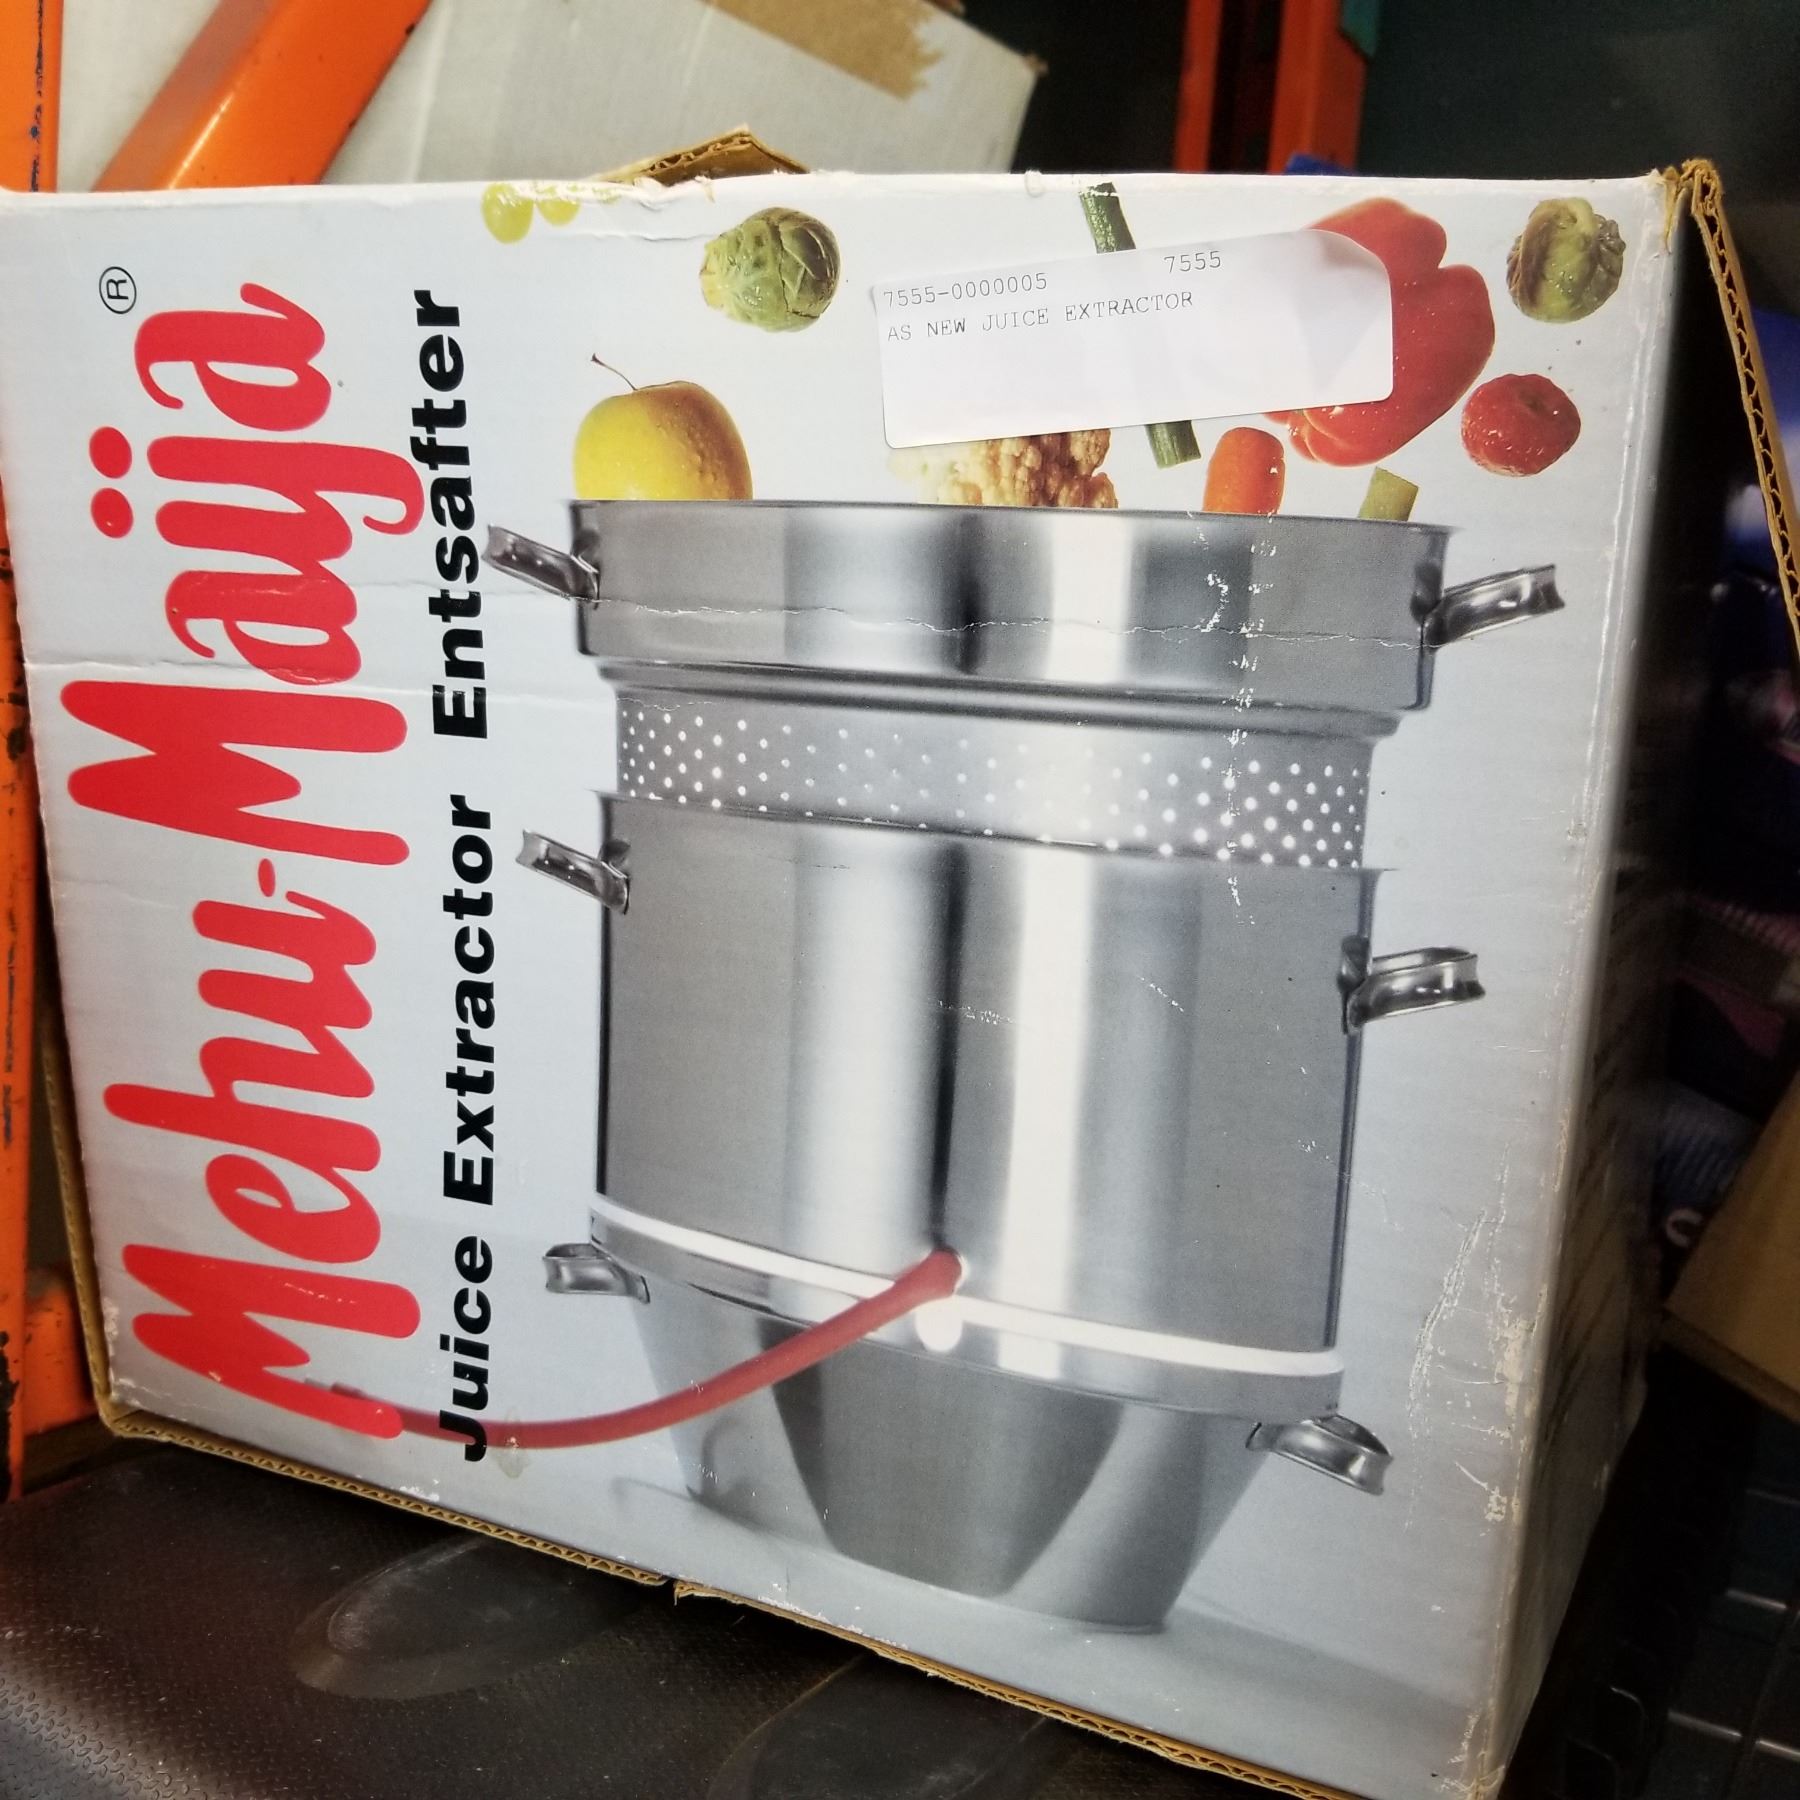 Mehu-Maija®
Juice Extractor Entsafter
7555-0000005 7555
AS NEW JUICE EXTRACTOR